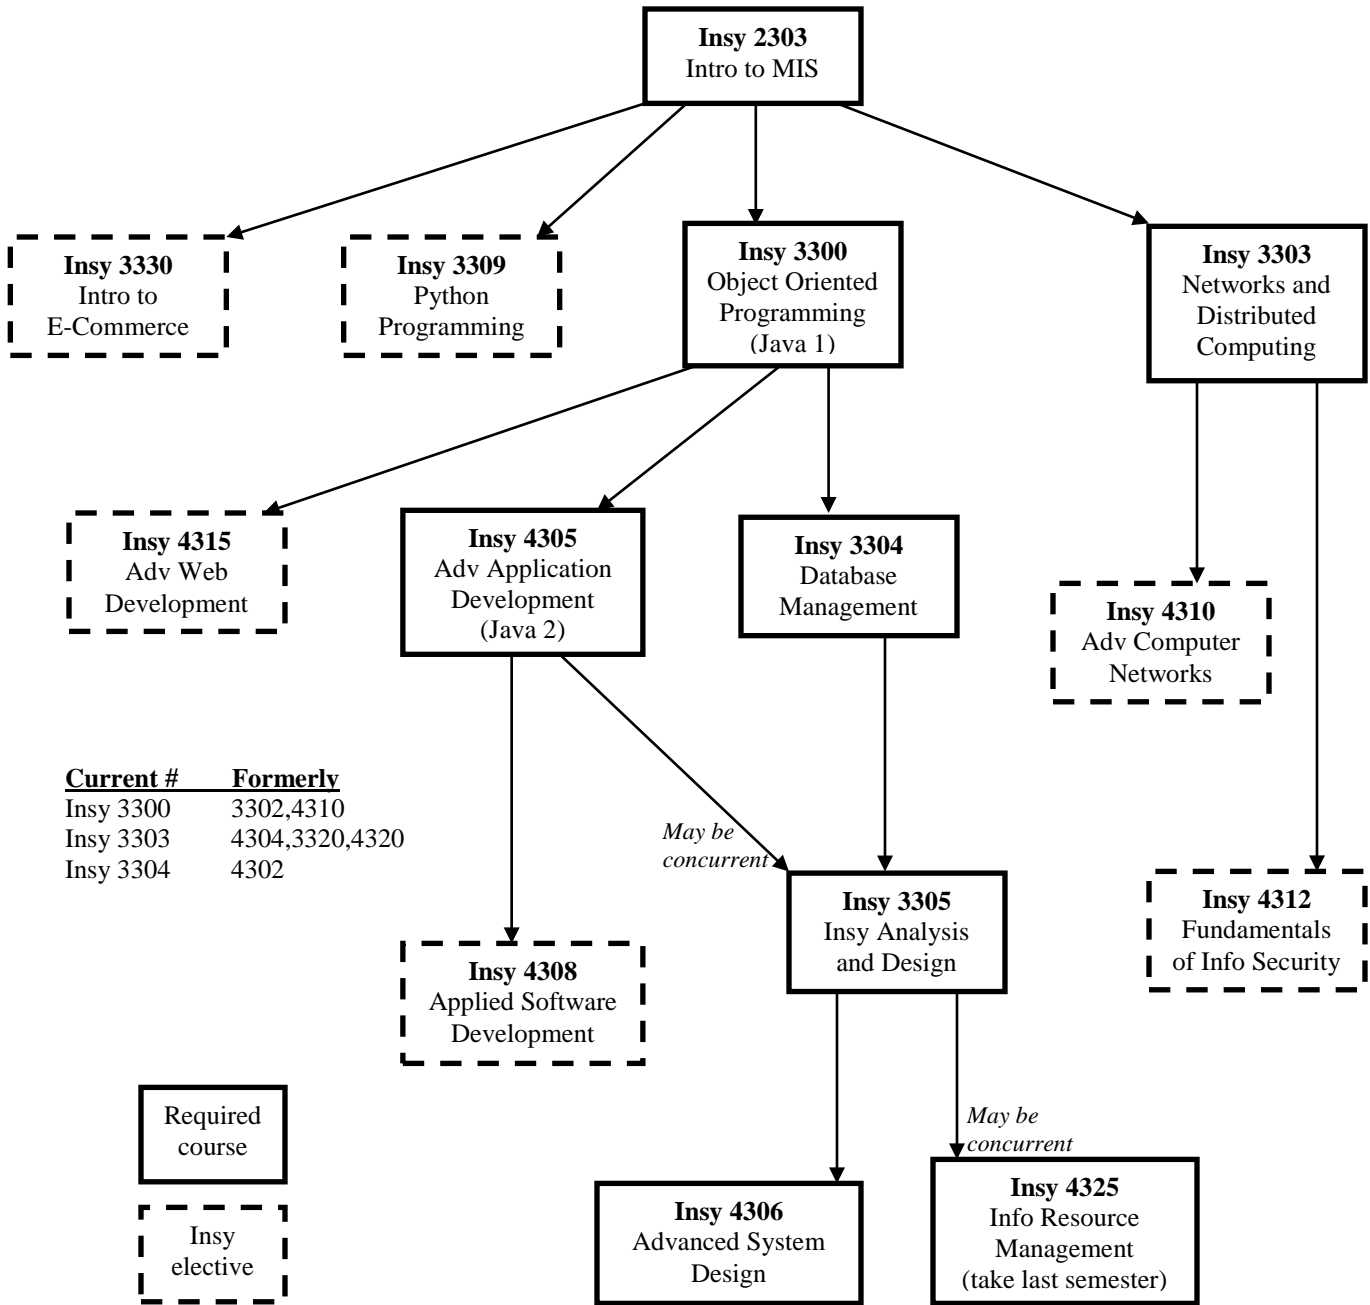 Insy 2303
Intro to MIS
Insy 3330
Intro to
E-Commerce
Insy 3309
Python
Programming
Insy 3300
Object Oriented
Programming
(Java 1)
Insy 3303
Networks and
Distributed
Computing
Insy 4315
Adv Web
Development
Insy 4305
Adv Application
Development
(Java 2)
Insy 3304
Database
Management
Insy 4310
Adv Computer
Networks
Current # Formerly
Insy 3300 3302,4310
Insy 3303 4304,3320,4320
Insy 3304 4302
May be
concurrent
Insy 3305
Insy Analysis
and Design
Insy 4312
Fundamentals
of Info Security
Insy 4308
Applied Software
Development
Required
course
Insy
elective
May be
concurrent
Insy 4306
Advanced System
Design
Insy 4325
Info Resource
Management
(take last semester)